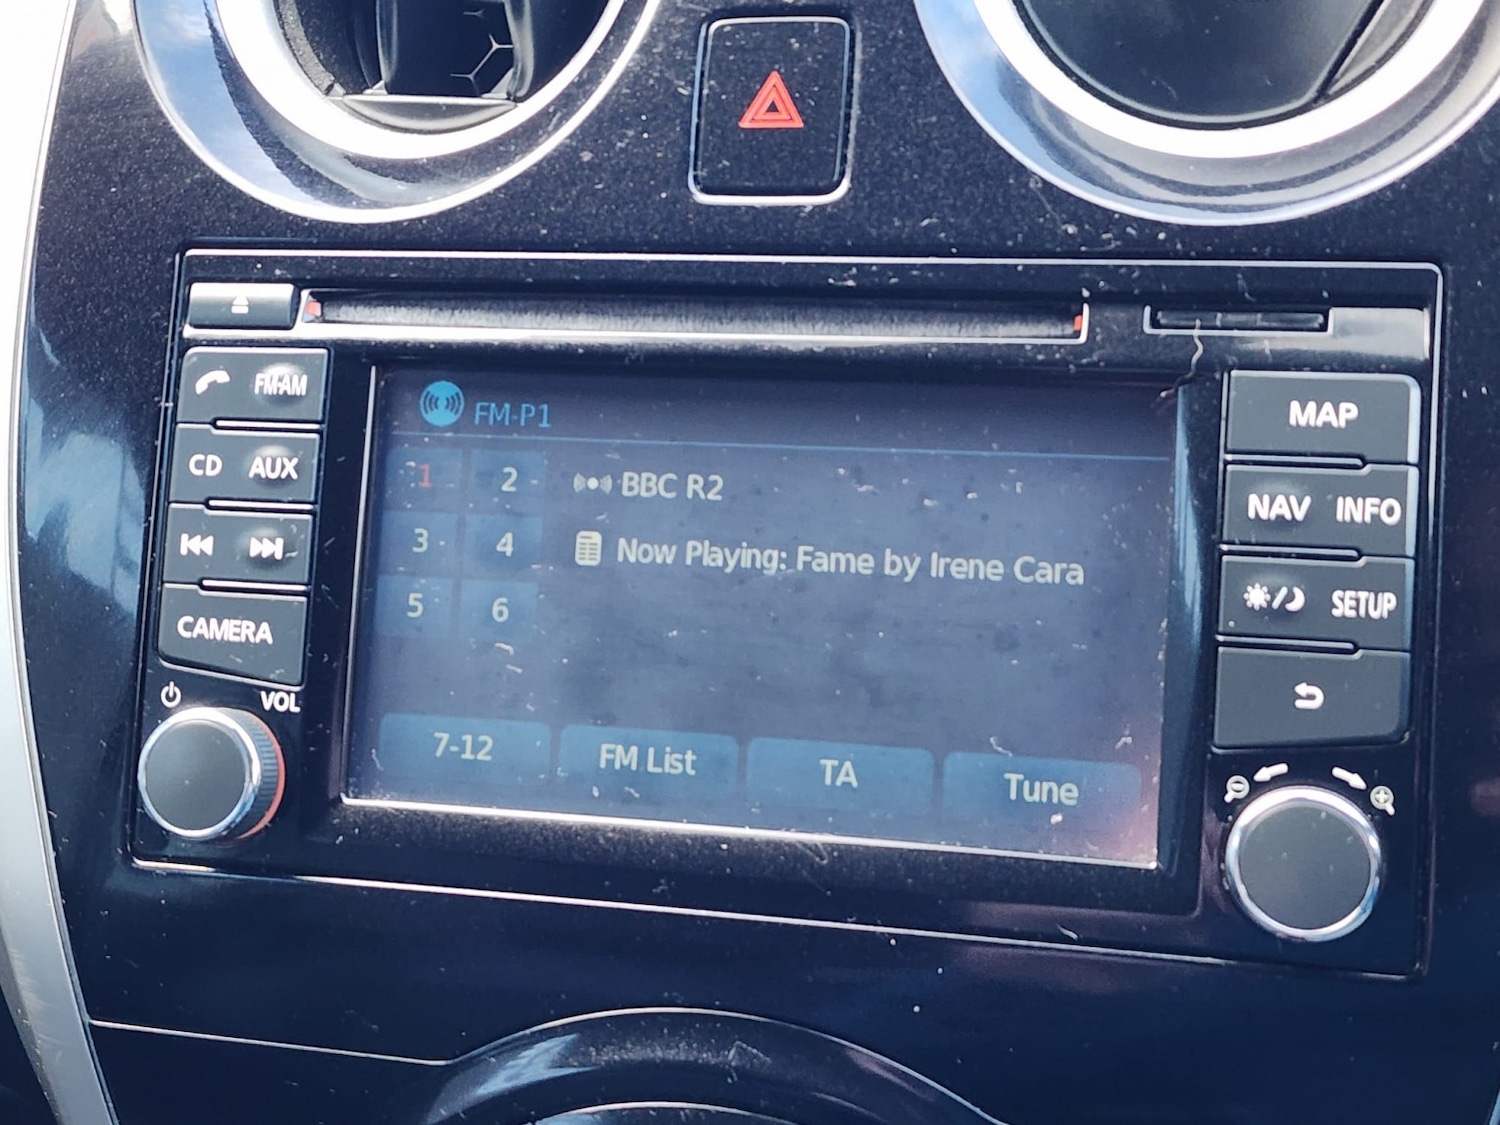 FM·AM
CD AUX
CAMERA
VOL
FM-P1
1 2
3 4
5 6
BBC R2
Now Playing: Fame by Irene Cara
7-12 FM List TA Tune
MAP
NAV INFO
SETUP